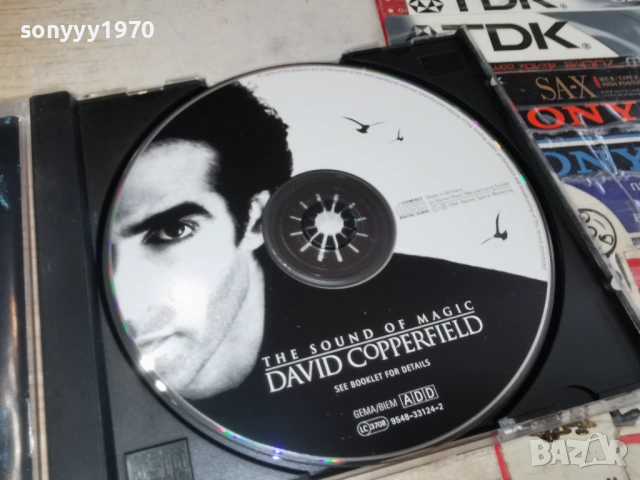 sonyyy1970
TDK®
TDK®
SA-X
ONY
ONY
Made in Germany
THE SOUND OF MAGIC
DAVID COPPERFIELD
SEE BOOKLET FOR DETAILS
GEMA/BIEM ADD
LC 3708 9548-33124-2
BAZAR